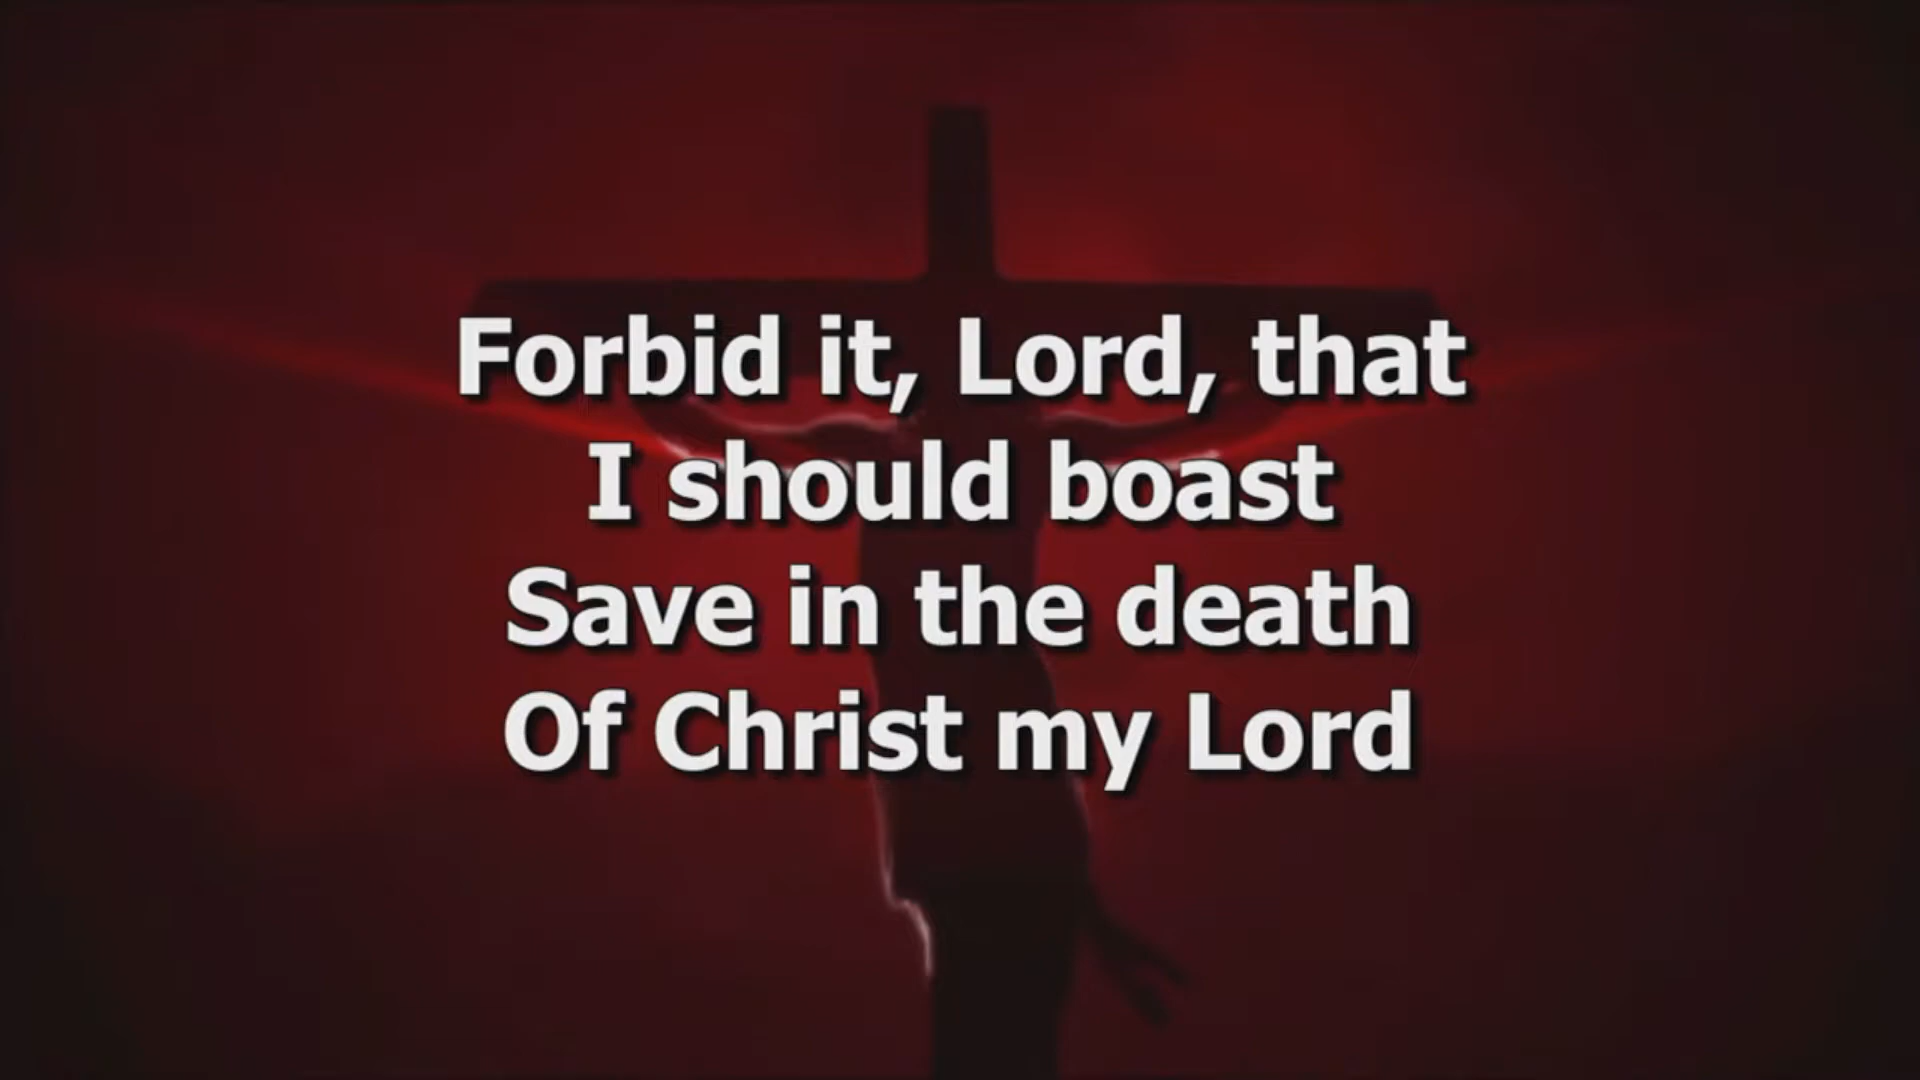 Forbid it, Lord, that
I should boast
Save in the death
Of Christ my Lord